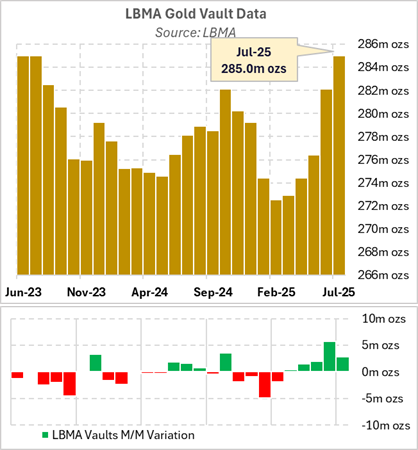 LBMA Gold Vault Data
Source: LBMA
Jul-25
285.0m ozs
286m ozs
284m ozs
282m ozs
280m ozs
278m ozs
276m ozs
274m ozs
272m ozs
270m ozs
268m ozs
266m ozs
Jun-23 Nov-23 Apr-24 Sep-24 Feb-25 Jul-25
10m ozs
5m ozs
0m ozs
-5m ozs
-10m ozs
LBMA Vaults M/M Variation